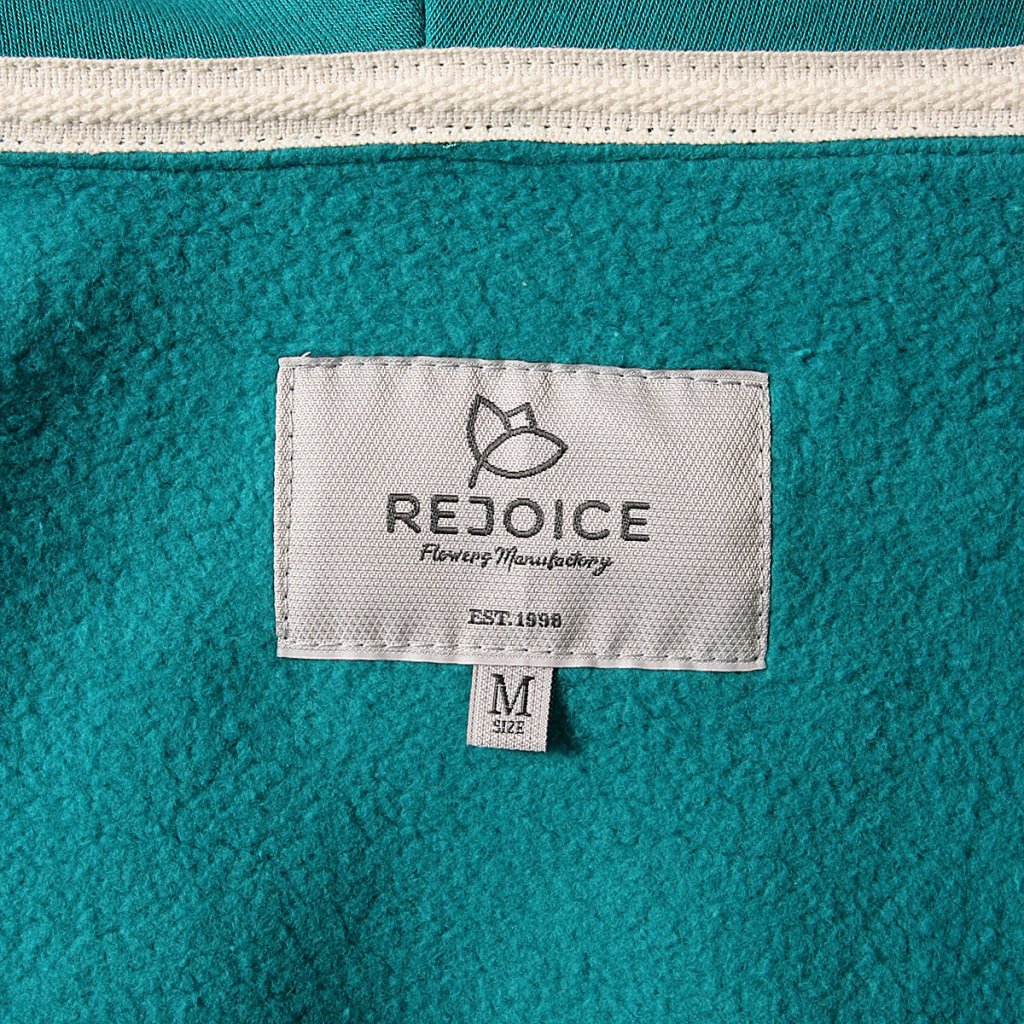 REJOICE
Flowers Manufactory
EST.1998
M
SIZE